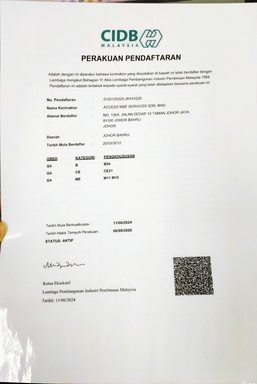 CIDB
MALAYSIA
PERAKUAN PENDAFTARAN
Adalah dengan ini diperakui bahawa kontraktor yang dinyatakan di bawah ini telah berdaftar dengan
Lembaga mengikut Bahagian VI Akta Lembaga Pembangunan Industri Pembinaan Malaysia 1994.
Pendaftaran ini adalah tertakluk kepada syarat-syarat yang telah ditetapkan bersama perakuan ini.
No. Pendaftaran :
Nama Kontraktor : ACCESS M&E SERVICES SDN. BHD.
Alamat Berdaftar : NO. 108A, JALAN DEDAP 13 TAMAN JOHOR JAYA
81100 JOHOR BAHRU
JOHOR
Daerah : JOHOR BAHRU
Tarikh Mula Berdaftar : 20/03/2012
GRED KATEGORI PENGKHUSUSAN
G4 B B04
G4 CE CE21
G4 ME M11 M15
Tarikh Mula Berkuatkuasa : 11/06/2024
Tarikh Habis Tempoh Perakuan :
STATUS: AKTIF
Ketua Eksekutif
Lembaga Pembangunan Industri Pembinaan Malaysia
Tarikh: 11/06/2024